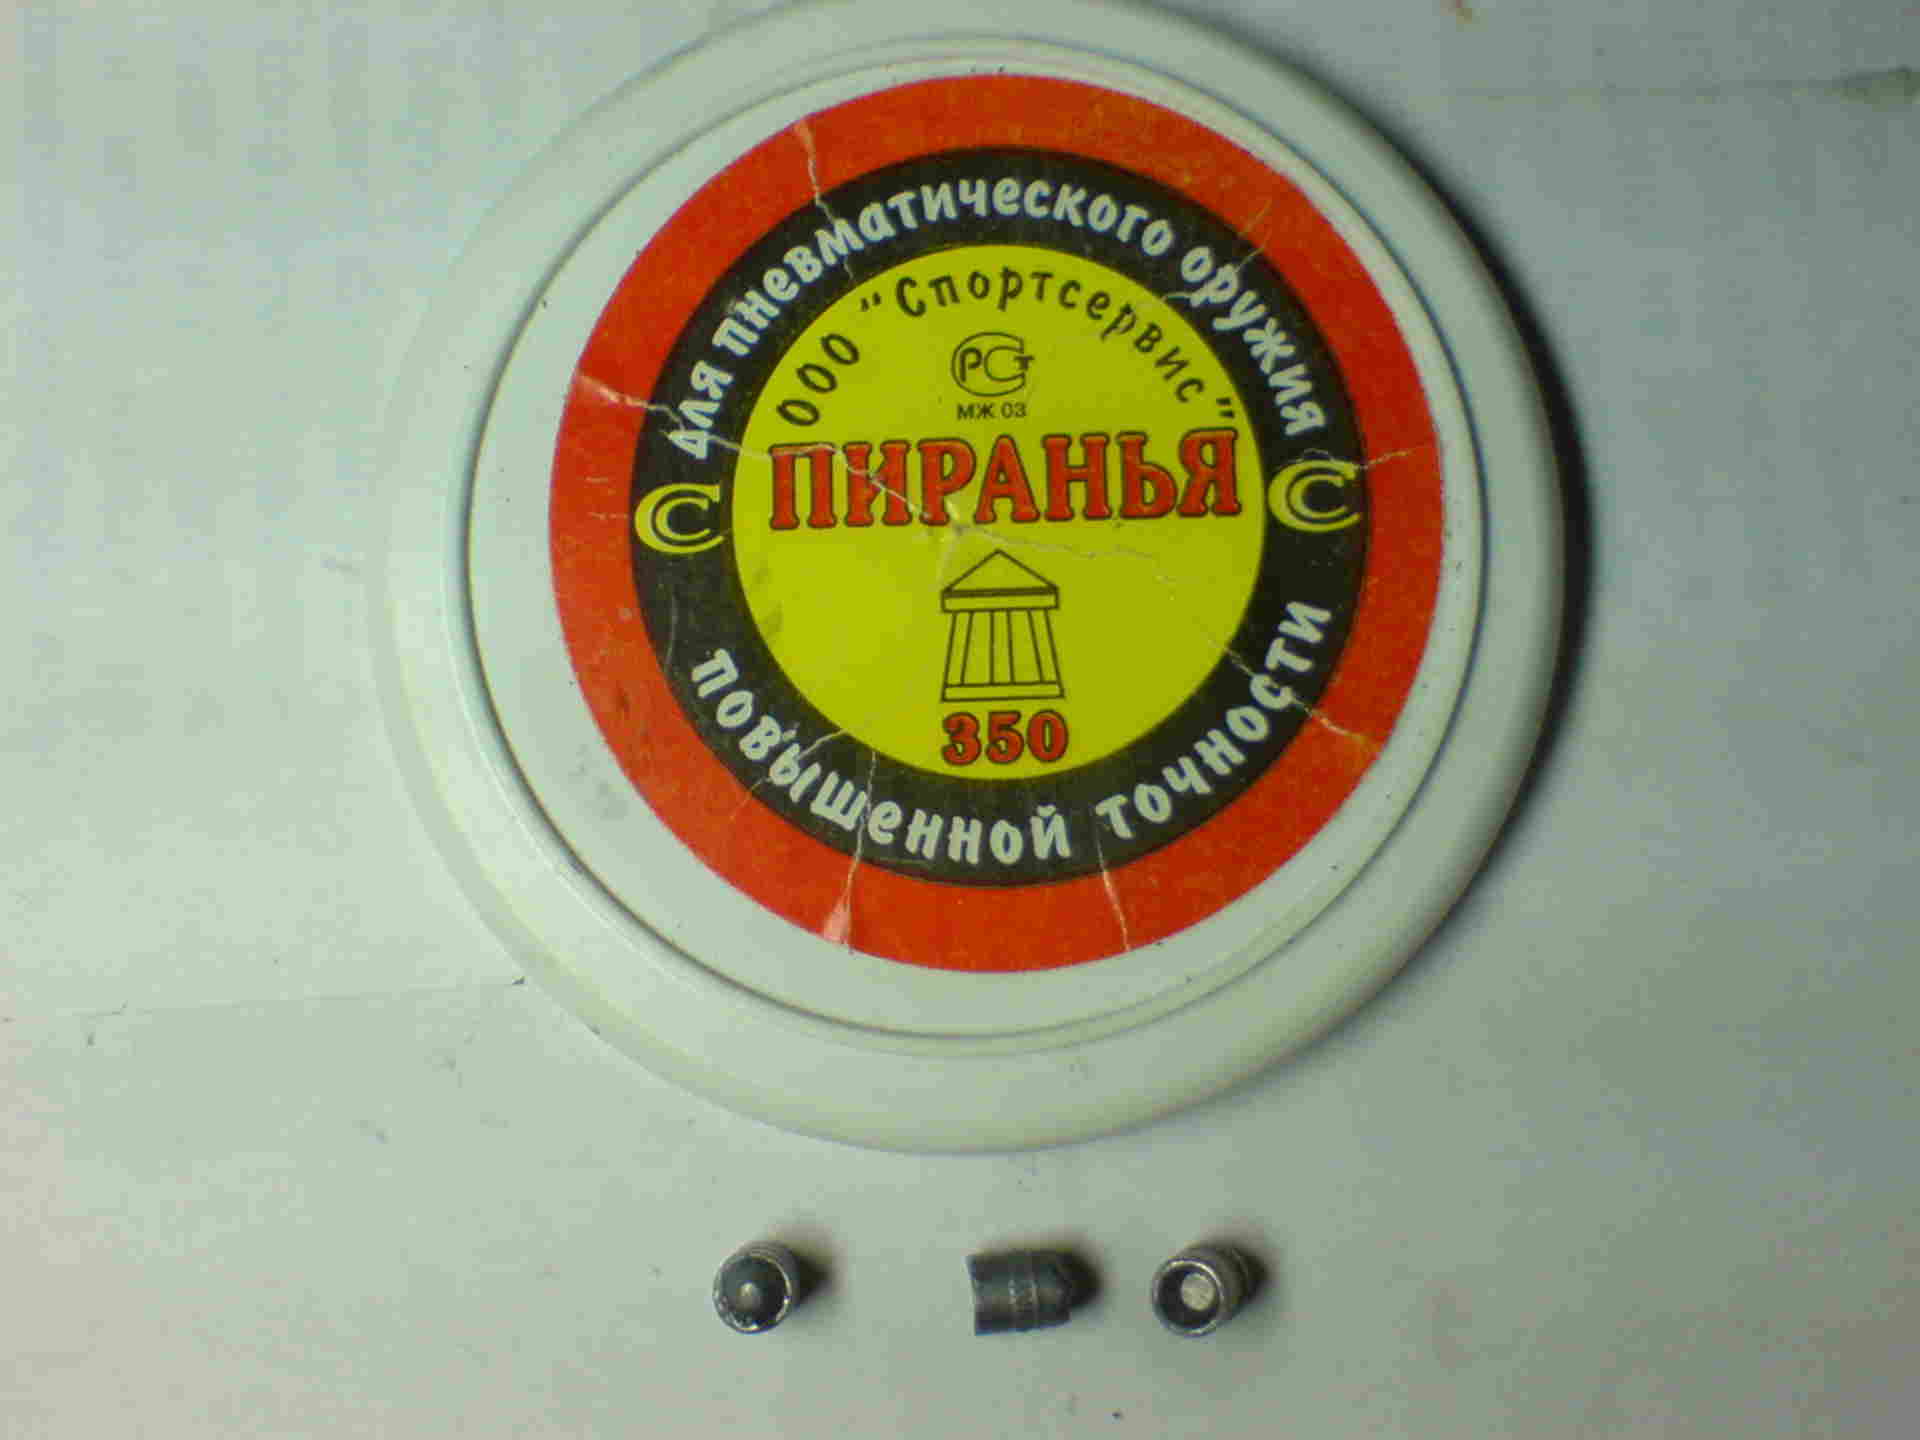 для пневматического оружия
ООО "Спортсервис"
РСТ
МЖ 03
ПИРАНЬЯ
С С
350
повышенной точности